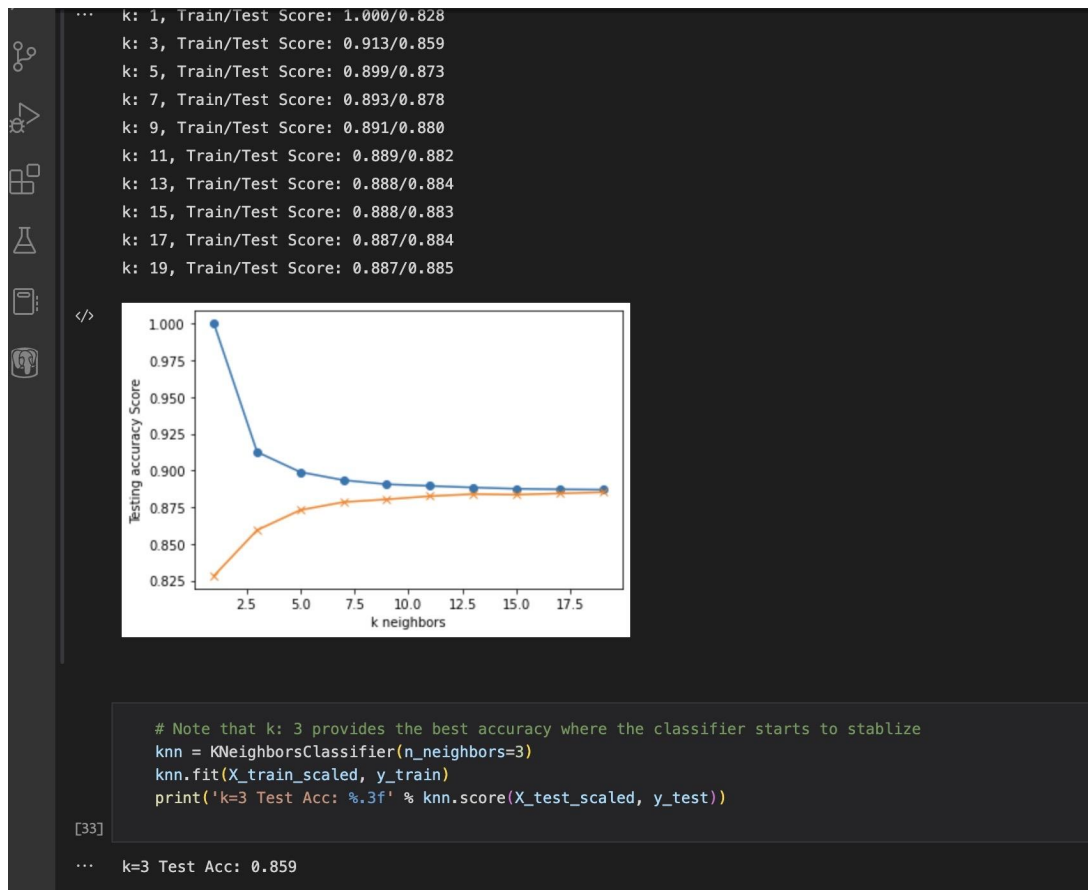 ... k: 1, Train/Test Score: 1.000/0.828
k: 3, Train/Test Score: 0.913/0.859
k: 5, Train/Test Score: 0.899/0.873
k: 7, Train/Test Score: 0.893/0.878
k: 9, Train/Test Score: 0.891/0.880
k: 11, Train/Test Score: 0.889/0.882
k: 13, Train/Test Score: 0.888/0.884
k: 15, Train/Test Score: 0.888/0.883
k: 17, Train/Test Score: 0.887/0.884
k: 19, Train/Test Score: 0.887/0.885
</>
Testing accuracy Score
1.000
0.975
0.950
0.925
0.900
0.875
0.850
0.825
2.5 5.0 7.5 10.0 12.5 15.0 17.5
k neighbors
# Note that k: 3 provides the best accuracy where the classifier starts to stablize
knn = KNeighborsClassifier(n_neighbors=3)
knn.fit(X_train_scaled, y_train)
print('k=3 Test Acc: %.3f' % knn.score(X_test_scaled, y_test))
[33]
... k=3 Test Acc: 0.859